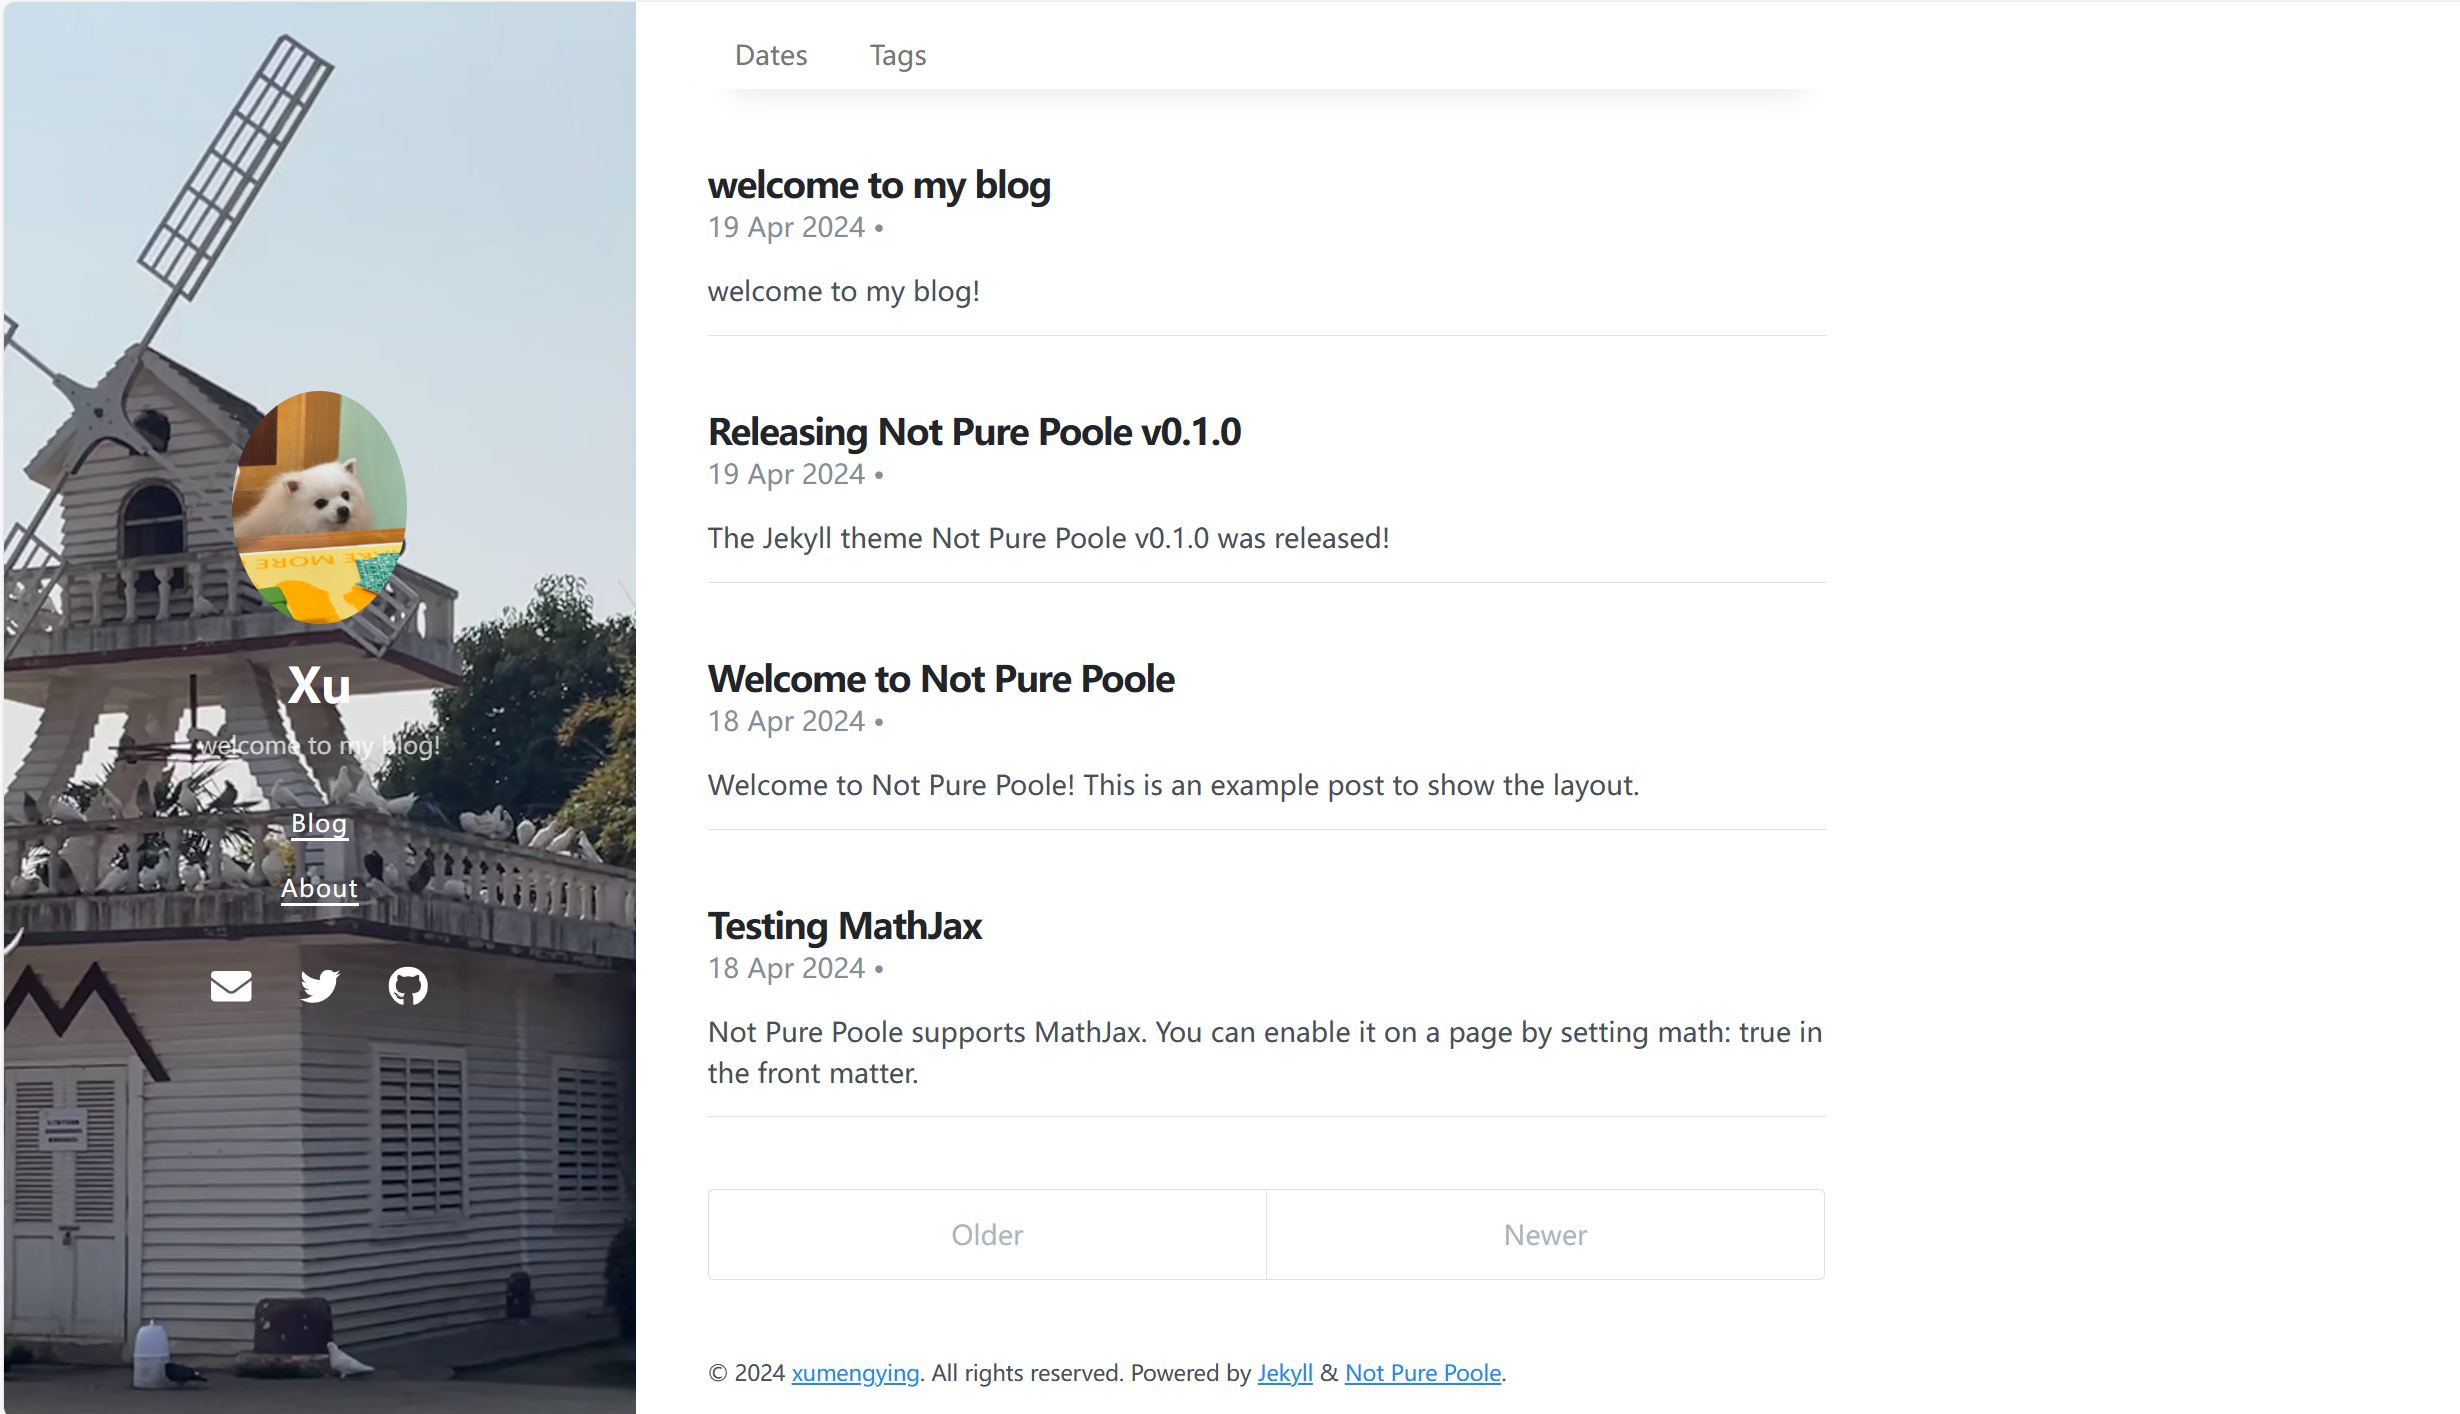 Dates Tags
welcome to my blog
19 Apr 2024 •
welcome to my blog!
Releasing Not Pure Poole v0.1.0
19 Apr 2024 •
The Jekyll theme Not Pure Poole v0.1.0 was released!
Welcome to Not Pure Poole
18 Apr 2024 •
Welcome to Not Pure Poole! This is an example post to show the layout.
Testing MathJax
18 Apr 2024 •
Not Pure Poole supports MathJax. You can enable it on a page by setting math: true in
the front matter.
Older Newer
© 2024 xumengying. All rights reserved. Powered by Jekyll & Not Pure Poole.
MORE
Xu
welcome to my blog!
Blog
About